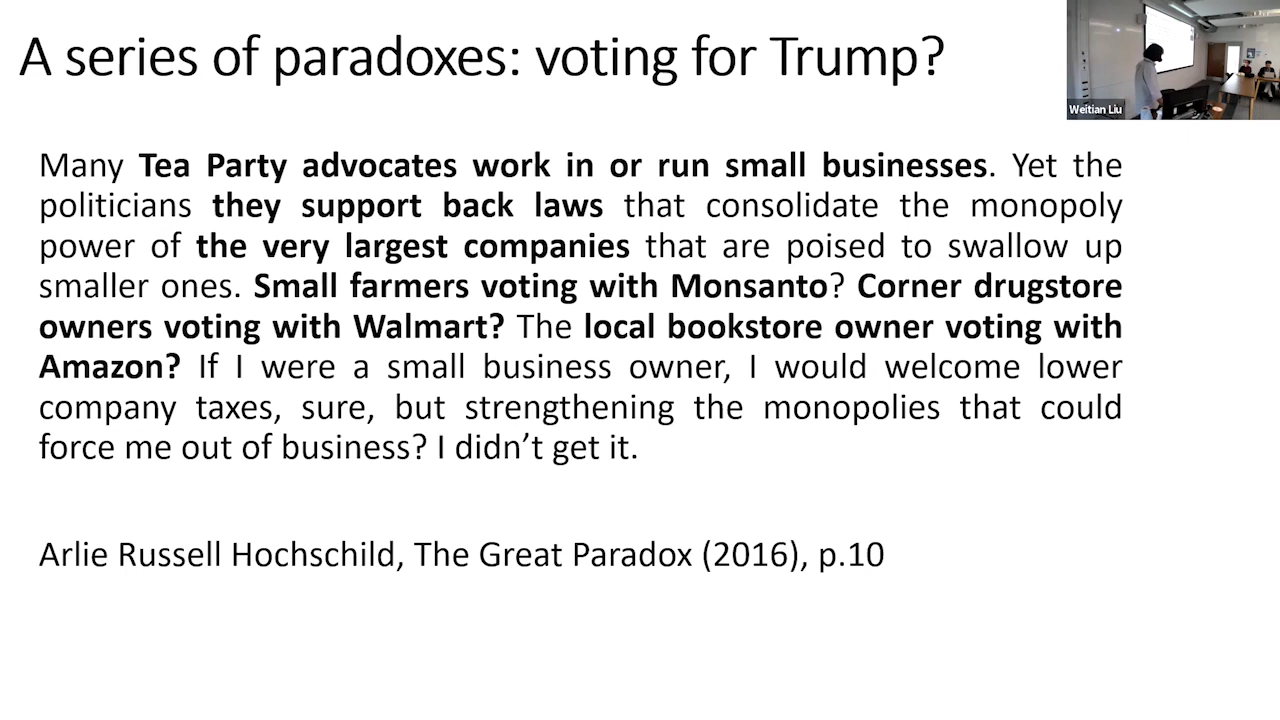 A series of paradoxes: voting for Trump?
Weitian Liu
Many Tea Party advocates work in or run small businesses. Yet the
politicians they support back laws that consolidate the monopoly
power of the very largest companies that are poised to swallow up
smaller ones. Small farmers voting with Monsanto? Corner drugstore
owners voting with Walmart? The local bookstore owner voting with
Amazon? If I were a small business owner, I would welcome lower
company taxes, sure, but strengthening the monopolies that could
force me out of business? I didn’t get it.
Arlie Russell Hochschild, The Great Paradox (2016), p.10